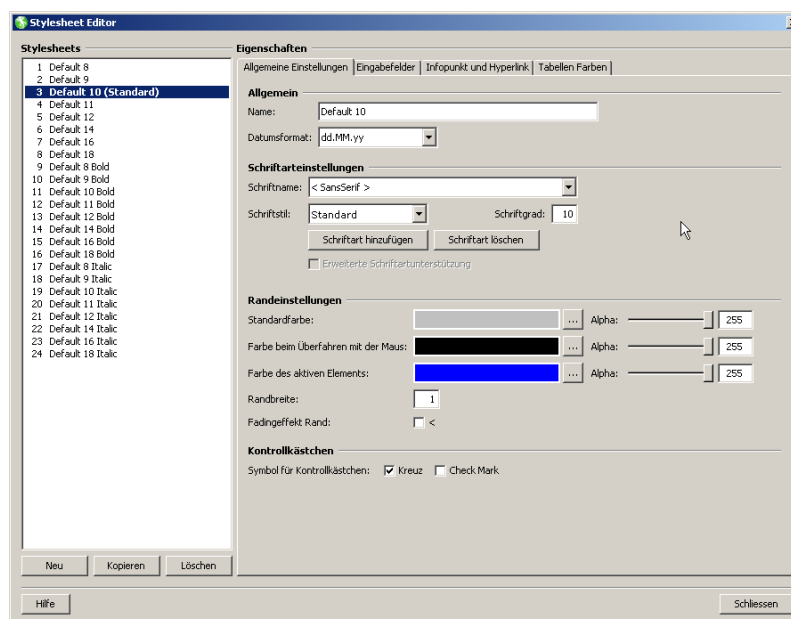 Stylesheet Editor
Stylesheets
1 Default 8
2 Default 9
3 Default 10 (Standard)
4 Default 11
5 Default 12
6 Default 14
7 Default 16
8 Default 18
9 Default 8 Bold
10 Default 9 Bold
11 Default 10 Bold
12 Default 11 Bold
13 Default 12 Bold
14 Default 14 Bold
15 Default 16 Bold
16 Default 18 Bold
17 Default 8 Italic
18 Default 9 Italic
19 Default 10 Italic
20 Default 11 Italic
21 Default 12 Italic
22 Default 14 Italic
23 Default 16 Italic
24 Default 18 Italic
Neu Kopieren Löschen
Eigenschaften
Allgemeine Einstellungen Eingabefelder Infopunkt und Hyperlink Tabellen Farben
Allgemein
Name: Default 10
Datumsformat: dd.MM.yy
Schriftarteinstellungen
Schriftname: < SansSerif >
Schriftstil: Standard Schriftgrad: 10
Schriftart hinzufügen Schriftart löschen
Erweiterte Schriftartunterstützung
Randeinstellungen
Standardfarbe: ... Alpha: 255
Farbe beim Überfahren mit der Maus: ... Alpha: 255
Farbe des aktiven Elements: ... Alpha: 255
Randbreite: 1
Fadingeffekt Rand: <
Kontrollkästchen
Symbol für Kontrollkästchen: Kreuz Check Mark
Hilfe Schliessen